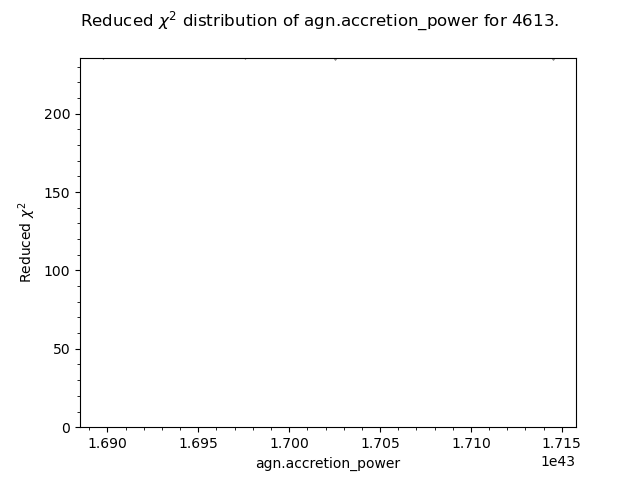 Reduced χ² distribution of agn.accretion_power for 4613.
200
150
100
50
0
Reduced χ²
1.690 1.695 1.700 1.705 1.710 1.715
1e43
agn.accretion_power